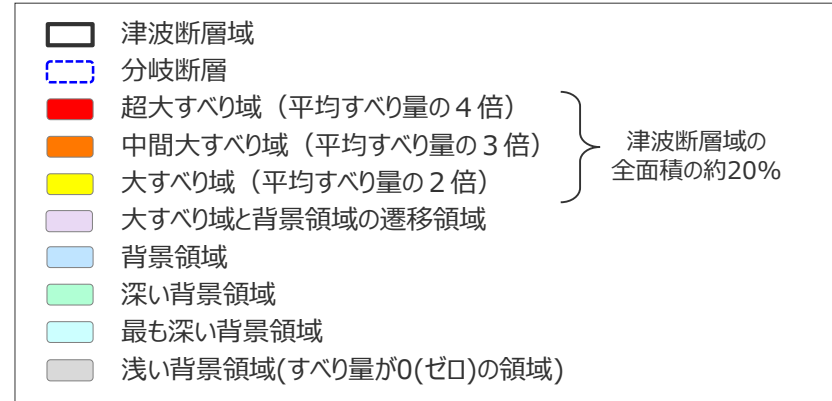 津波断層域
分岐断層
超大すべり域（平均すべり量の４倍）
中間大すべり域（平均すべり量の３倍）
大すべり域（平均すべり量の２倍）
津波断層域の
全面積の約20%
大すべり域と背景領域の遷移領域
背景領域
深い背景領域
最も深い背景領域
浅い背景領域(すべり量が0(ゼロ)の領域)